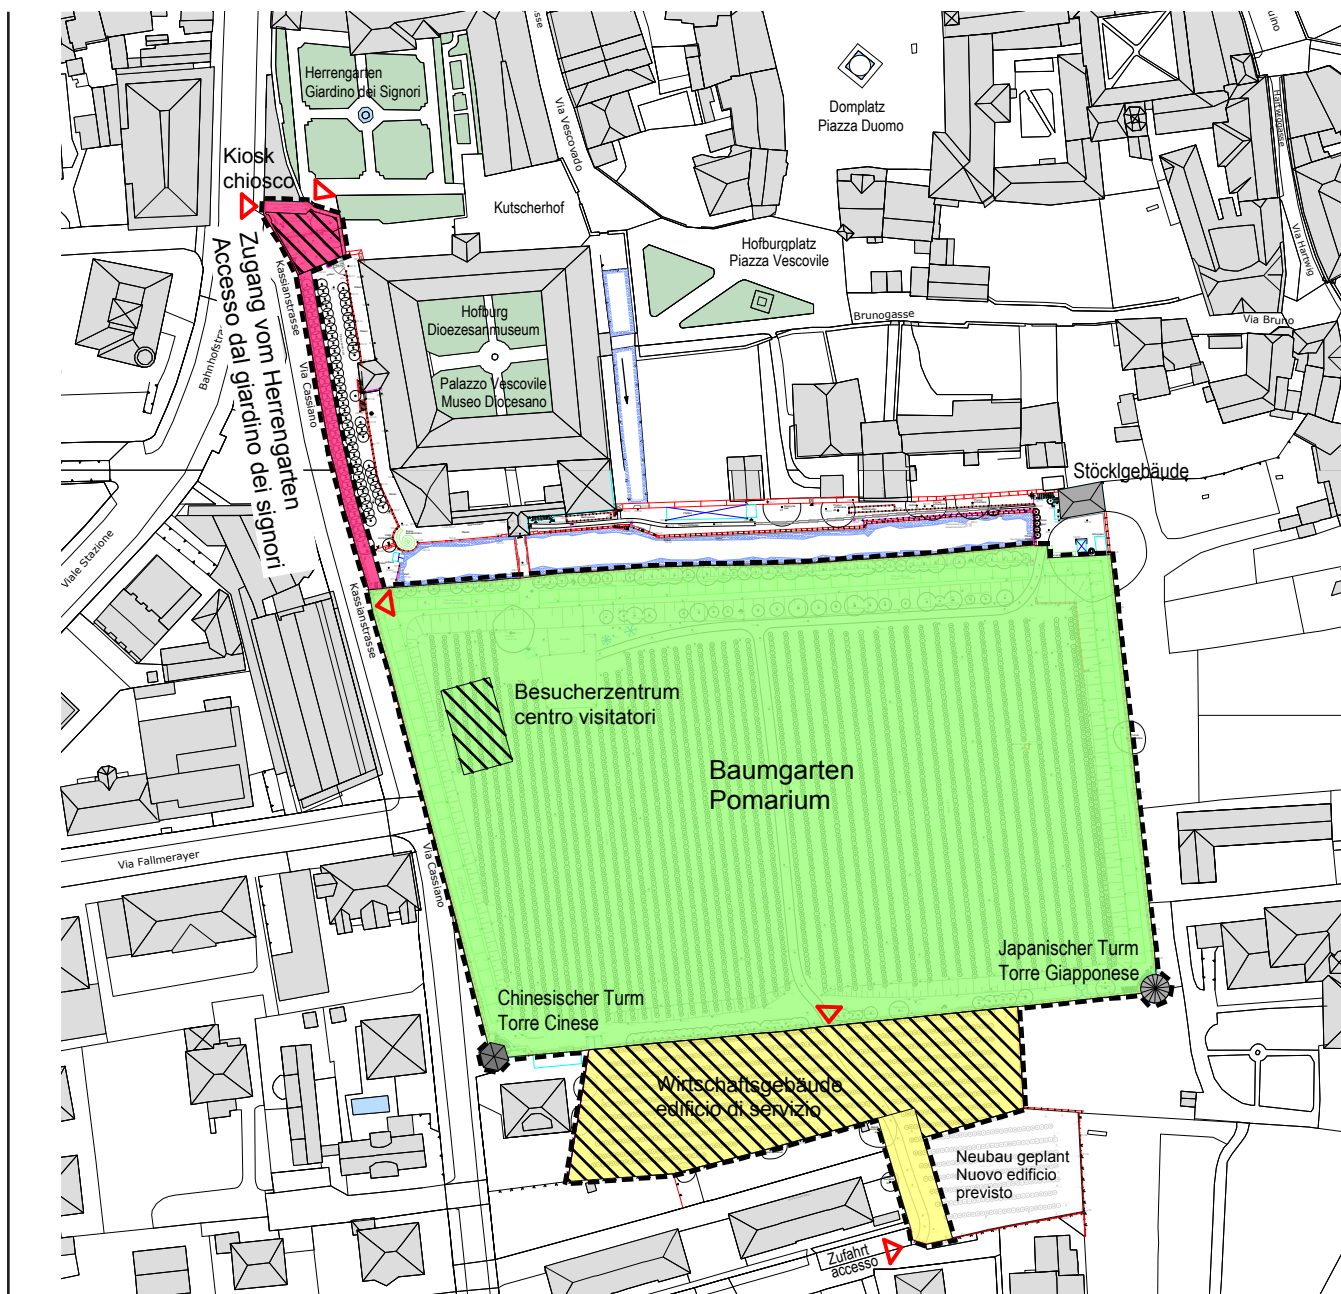 Herrengarten
Giardino dei Signori
Via Vescovado
Domplatz
Piazza Duomo
Hartwiggasse
Via Hartwig
Kiosk
chiosco
Kutscherhof
Hofburgplatz
Piazza Vescovile
Zugang vom Herrengarten
Accesso dal giardino dei signori
Kassianstrasse
Via Cassiano
Hofburg
Dioezesanmuseum
Palazzo Vescovile
Museo Diocesano
Brunogasse
Via Bruno
Stöcklgebäude
Viale Stazione
Kassianstrasse
Besucherzentrum
centro visitatori
Baumgarten
Pomarium
Via Fallmerayer
Via Cassiano
Japanischer Turm
Torre Giapponese
Chinesischer Turm
Torre Cinese
Wirtschaftsgebäude
edificio di servizio
Neubau geplant
Nuovo edificio
previsto
Zufahrt
accesso